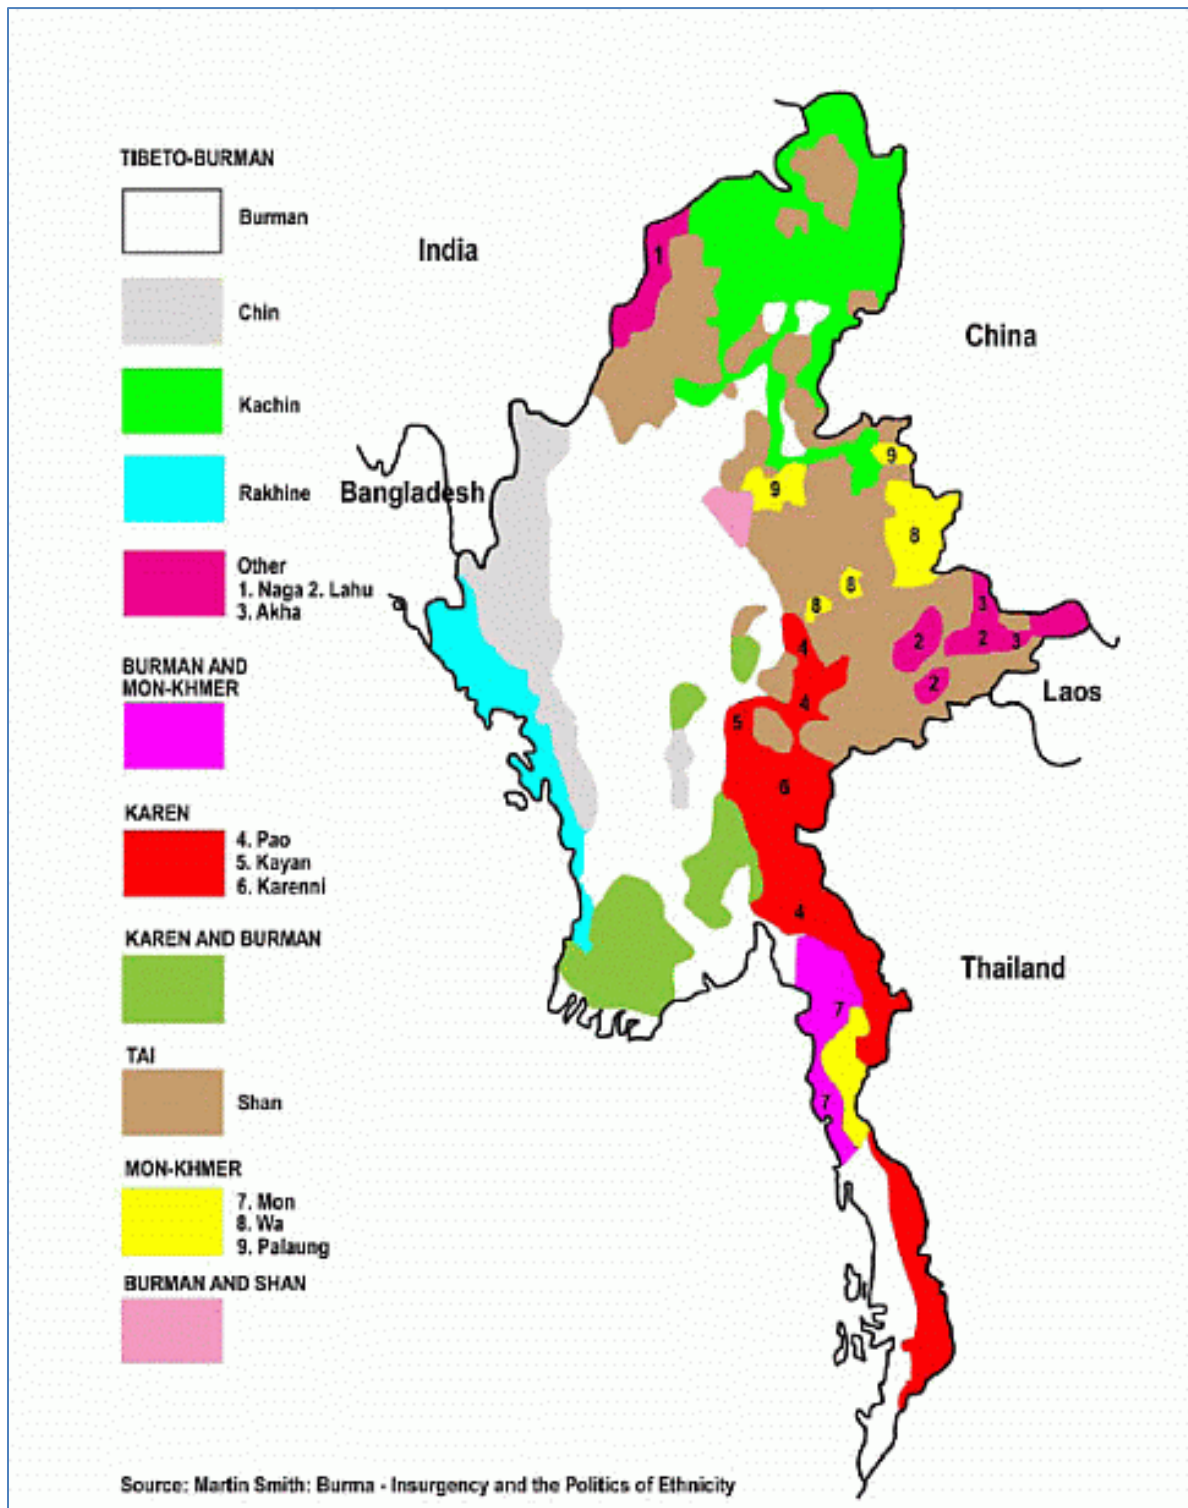 TIBETO-BURMAN
Burman
Chin
Kachin
Rakhine
Other
1. Naga 2. Lahu
3. Akha
BURMAN AND
MON-KHMER
KAREN
4. Pao
5. Kayan
6. Karenni
KAREN AND BURMAN
TAI
Shan
MON-KHMER
7. Mon
8. Wa
9. Palaung
BURMAN AND SHAN
India
China
Bangladesh
Laos
Thailand
1
9
9
8
8
8
3
2
2
3
2
4
4
5
6
4
7
7
Source: Martin Smith: Burma - Insurgency and the Politics of Ethnicity